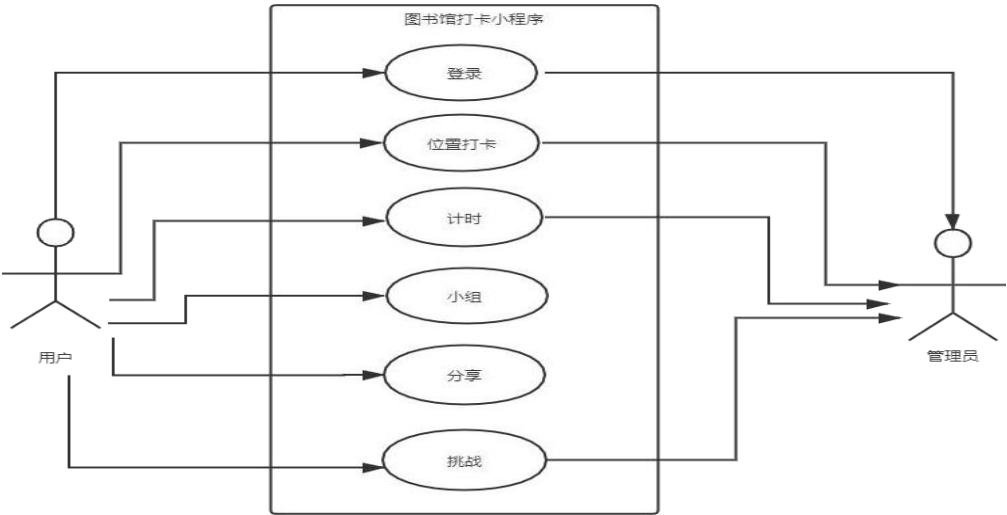 图书馆打卡小程序
登录
位置打卡
计时
小组
用户
管理员
分享
挑战